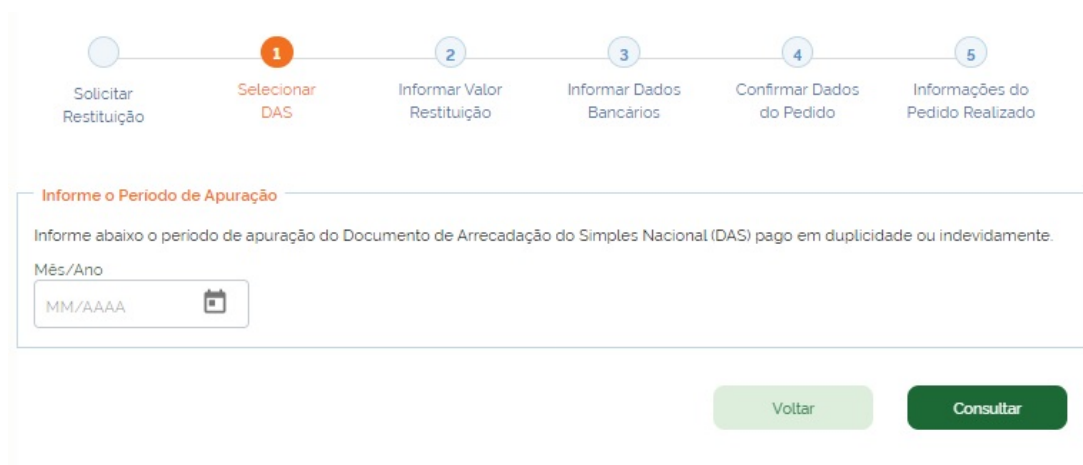 1
2
3
4
5
Solicitar
Restituição
Selecionar
DAS
Informar Valor
Restituição
Informar Dados
Bancários
Confirmar Dados
do Pedido
Informações do
Pedido Realizado
Informe o Período de Apuração
Informe abaixo o período de apuração do Documento de Arrecadação do Simples Nacional (DAS) pago em duplicidade ou indevidamente.
Mês/Ano
MM/AAAA
Voltar
Consultar